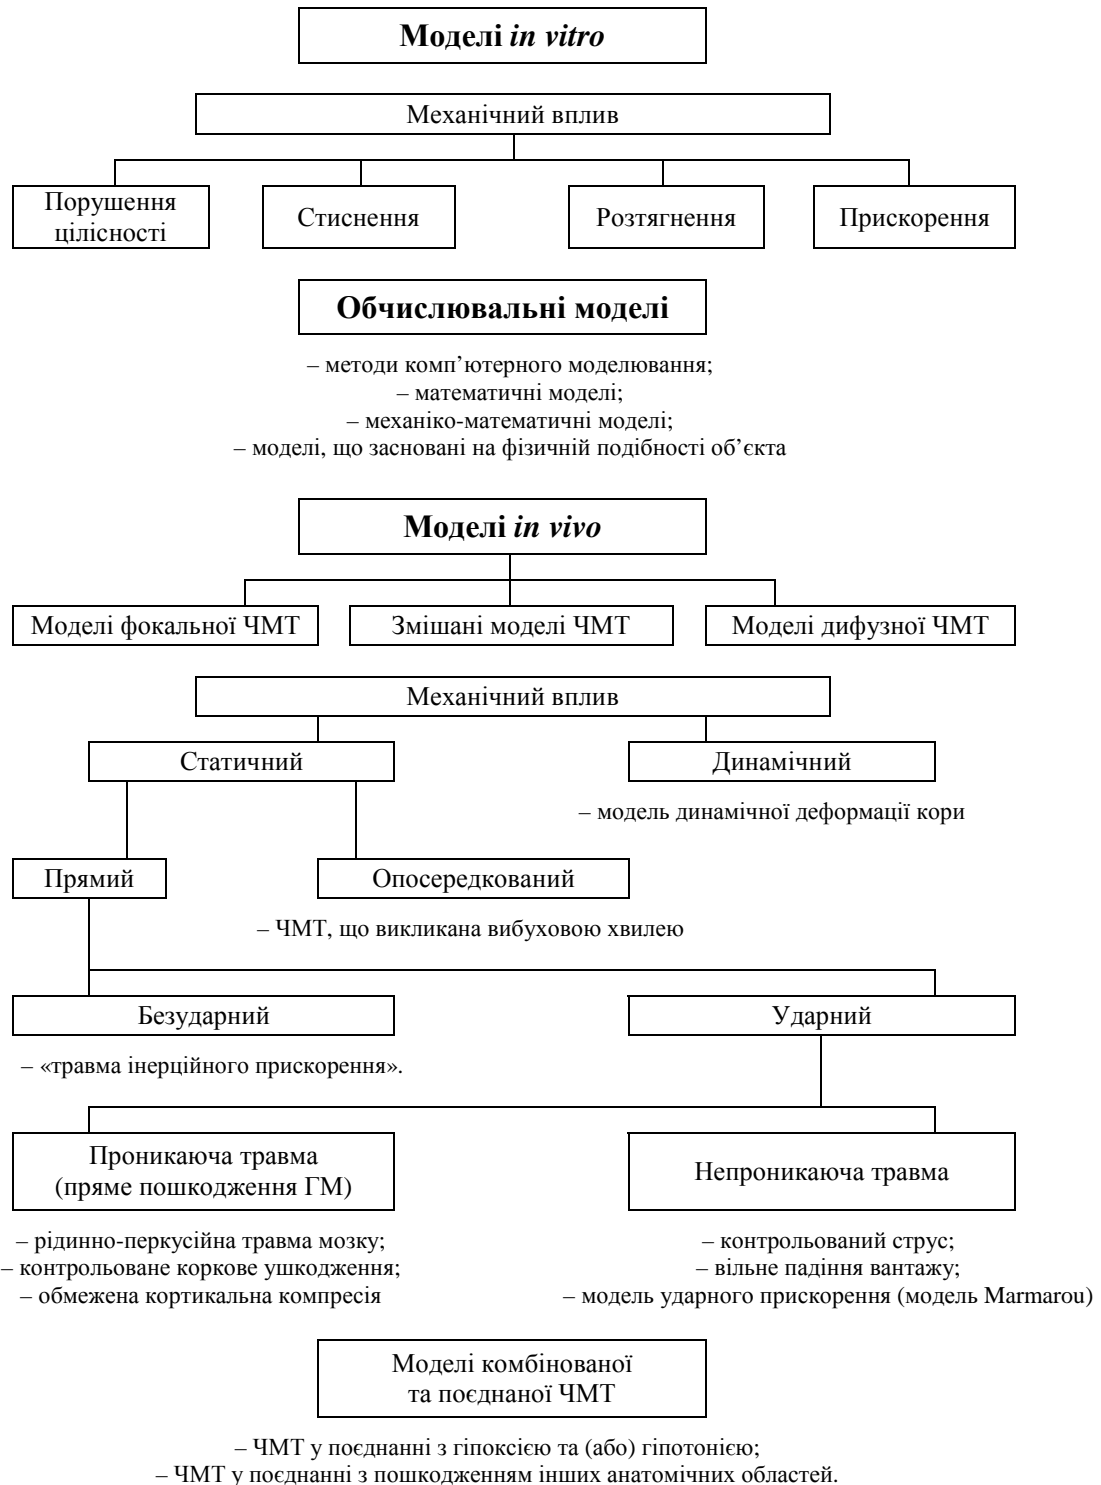 Моделі in vitro
Механічний вплив
Порушення
цілісності
Стиснення
Розтягнення
Прискорення
Обчислювальні моделі
– методи комп’ютерного моделювання;
– математичні моделі;
– механіко-математичні моделі;
– моделі, що засновані на фізичній подібності об’єкта
Моделі in vivo
Моделі фокальної ЧМТ
Змішані моделі ЧМТ
Моделі дифузної ЧМТ
Механічний вплив
Статичний
Динамічний
– модель динамічної деформації кори
Прямий
Опосередкований
– ЧМТ, що викликана вибуховою хвилею
Безударний
Ударний
– «травма інерційного прискорення».
Проникаюча травма
(пряме пошкодження ГМ)
Непроникаюча травма
– рідинно-перкусійна травма мозку;
– контрольоване коркове ушкодження;
– обмежена кортикальна компресія
– контрольований струс;
– вільне падіння вантажу;
– модель ударного прискорення (модель Marmarou)
Моделі комбінованої
та поєднаної ЧМТ
– ЧМТ у поєднанні з гіпоксією та (або) гіпотонією;
– ЧМТ у поєднанні з пошкодженням інших анатомічних областей.